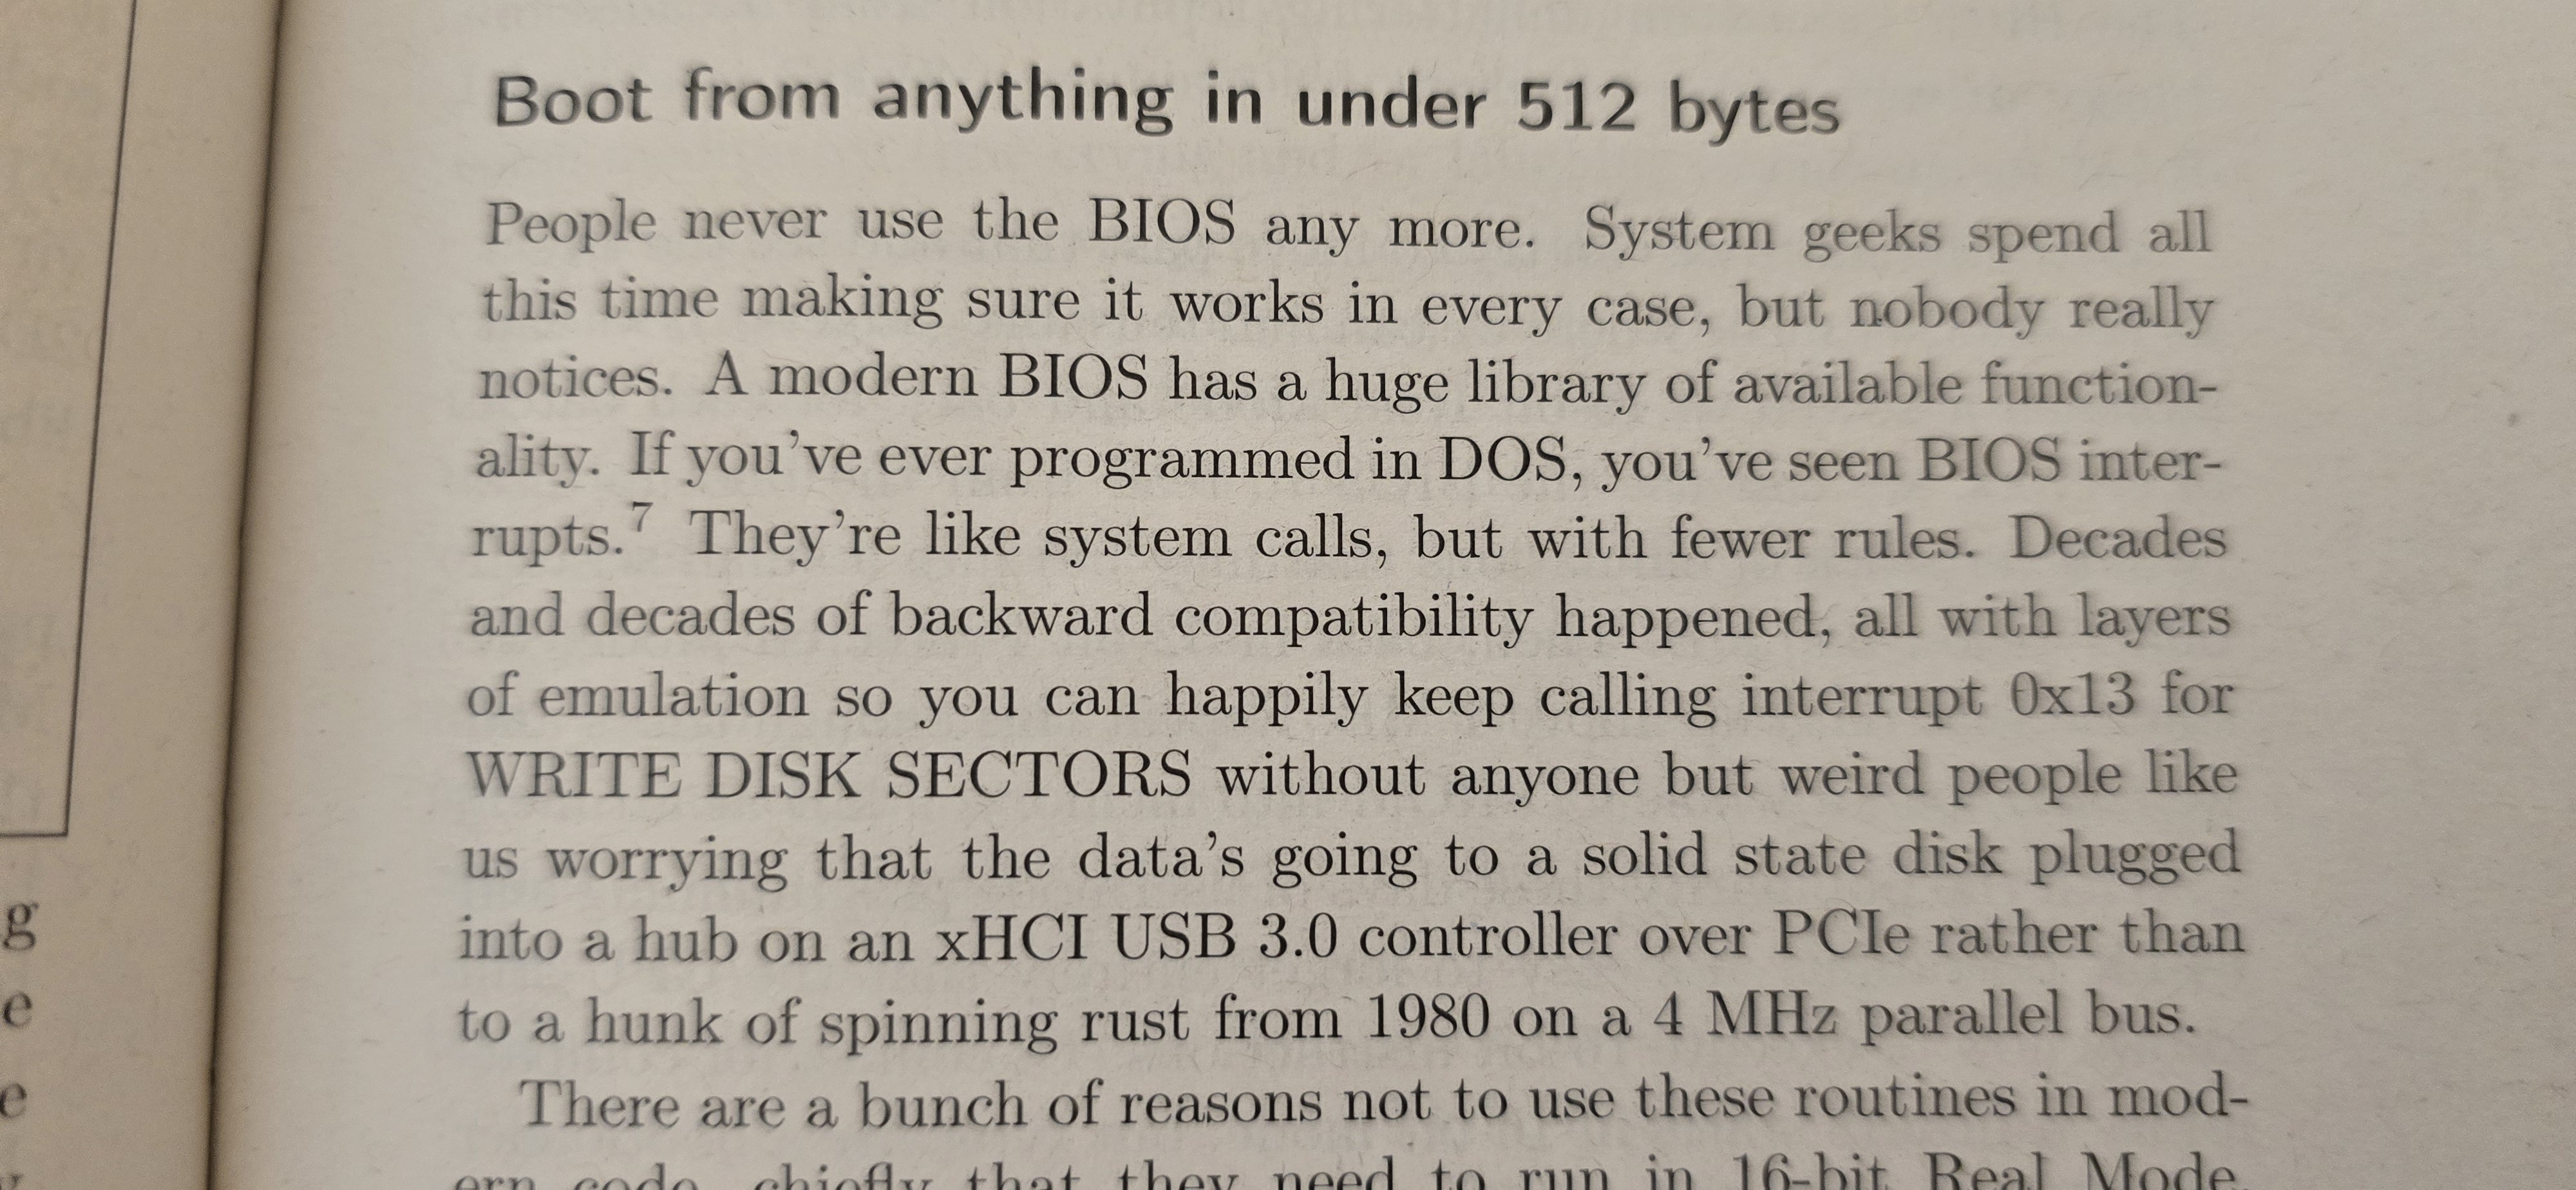 Boot from anything in under 512 bytes
People never use the BIOS any more. System geeks spend all
this time making sure it works in every case, but nobody really
notices. A modern BIOS has a huge library of available function-
ality. If you've ever programmed in DOS, you've seen BIOS inter-
rupts.7 They're like system calls, but with fewer rules. Decades
and decades of backward compatibility happened, all with layers
of emulation so you can happily keep calling interrupt 0x13 for
WRITE DISK SECTORS without anyone but weird people like
us worrying that the data's going to a solid state disk plugged
into a hub on an xHCI USB 3.0 controller over PCIe rather than
to a hunk of spinning rust from 1980 on a 4 MHz parallel bus.
There are a bunch of reasons not to use these routines in mod-
ern code, chiefly that they need to run in 16-bit Real Mode.
g
e
e